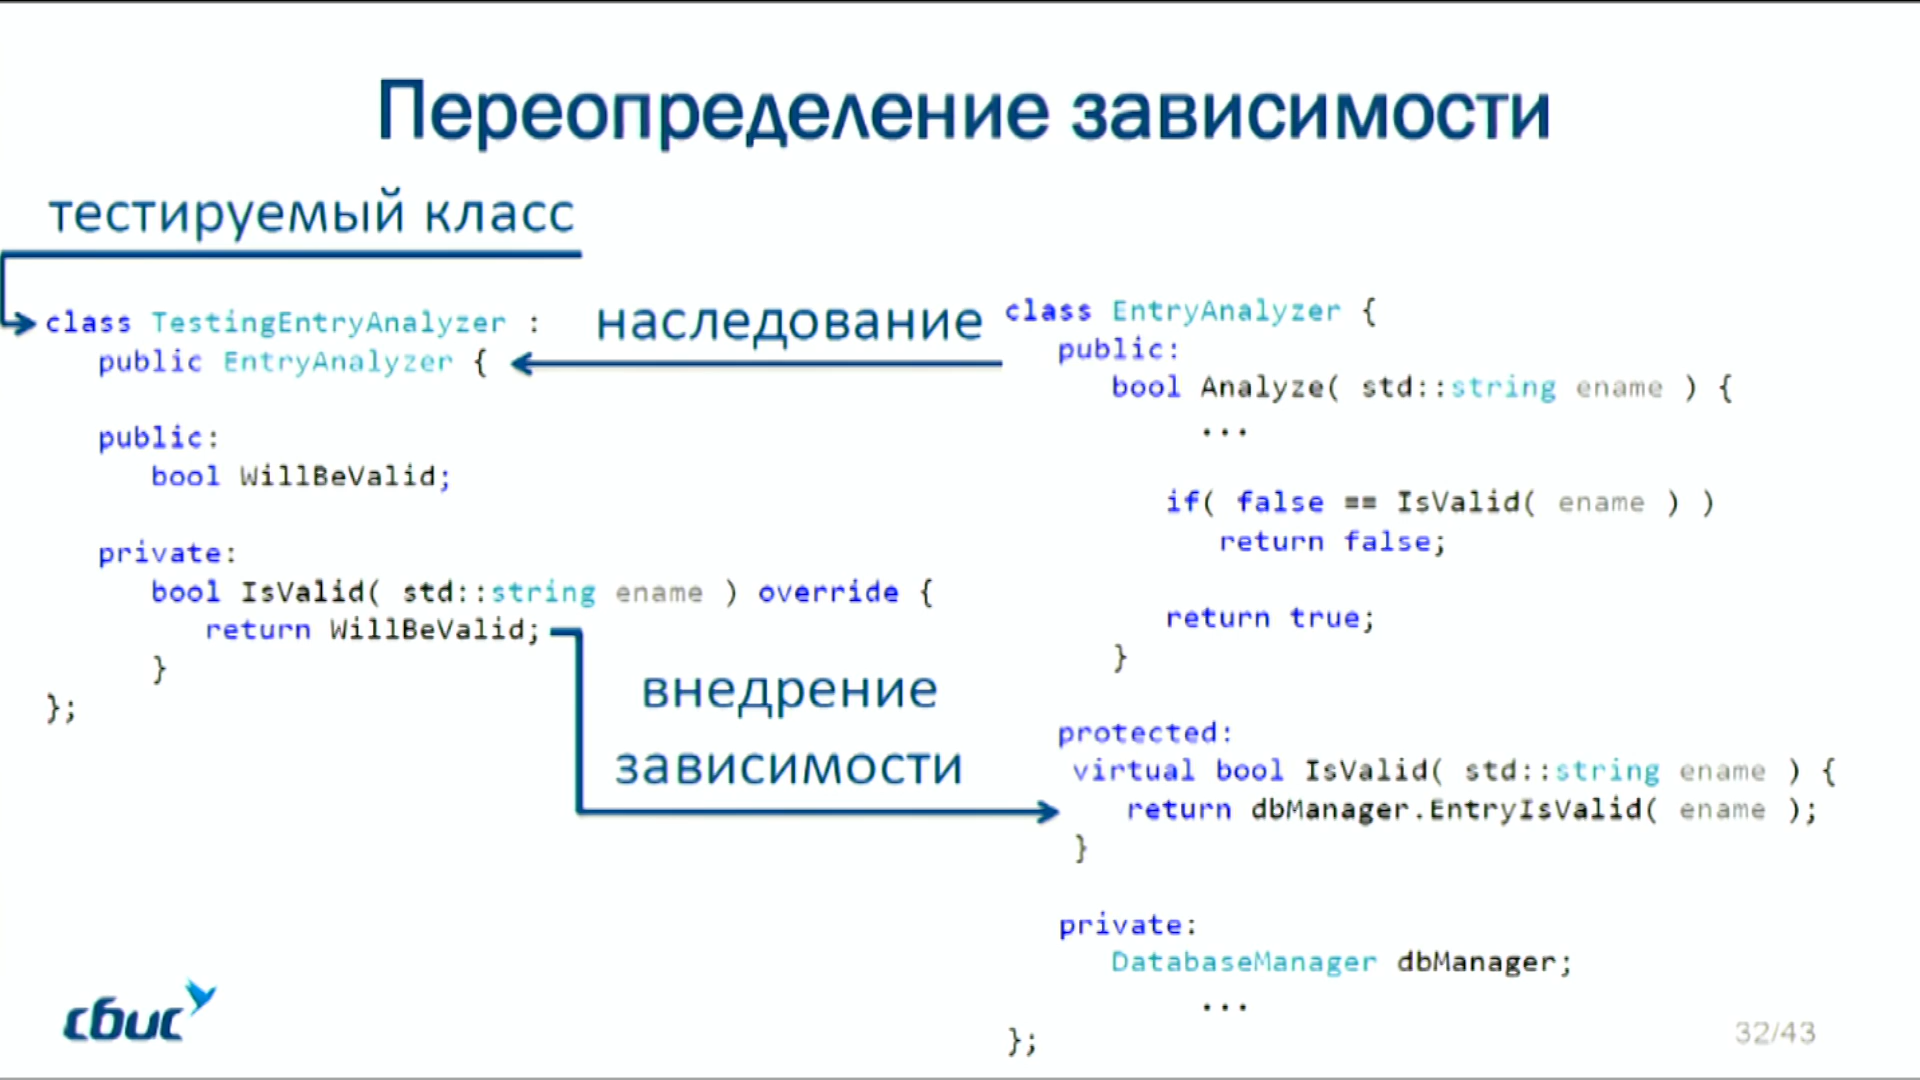 Переопределение зависимости
тестируемый класс
class TestingEntryAnalyzer :
public EntryAnalyzer {
public:
bool WillBeValid;
private:
bool IsValid( std::string ename ) override {
return WillBeValid;
}
};
наследование
внедрение
зависимости
class EntryAnalyzer {
public:
bool Analyze( std::string ename ) {
...
if( false == IsValid( ename ) )
return false;
return true;
}
protected:
virtual bool IsValid( std::string ename ) {
return dbManager.EntryIsValid( ename );
}
private:
DatabaseManager dbManager;
...
};
сбис
32/43